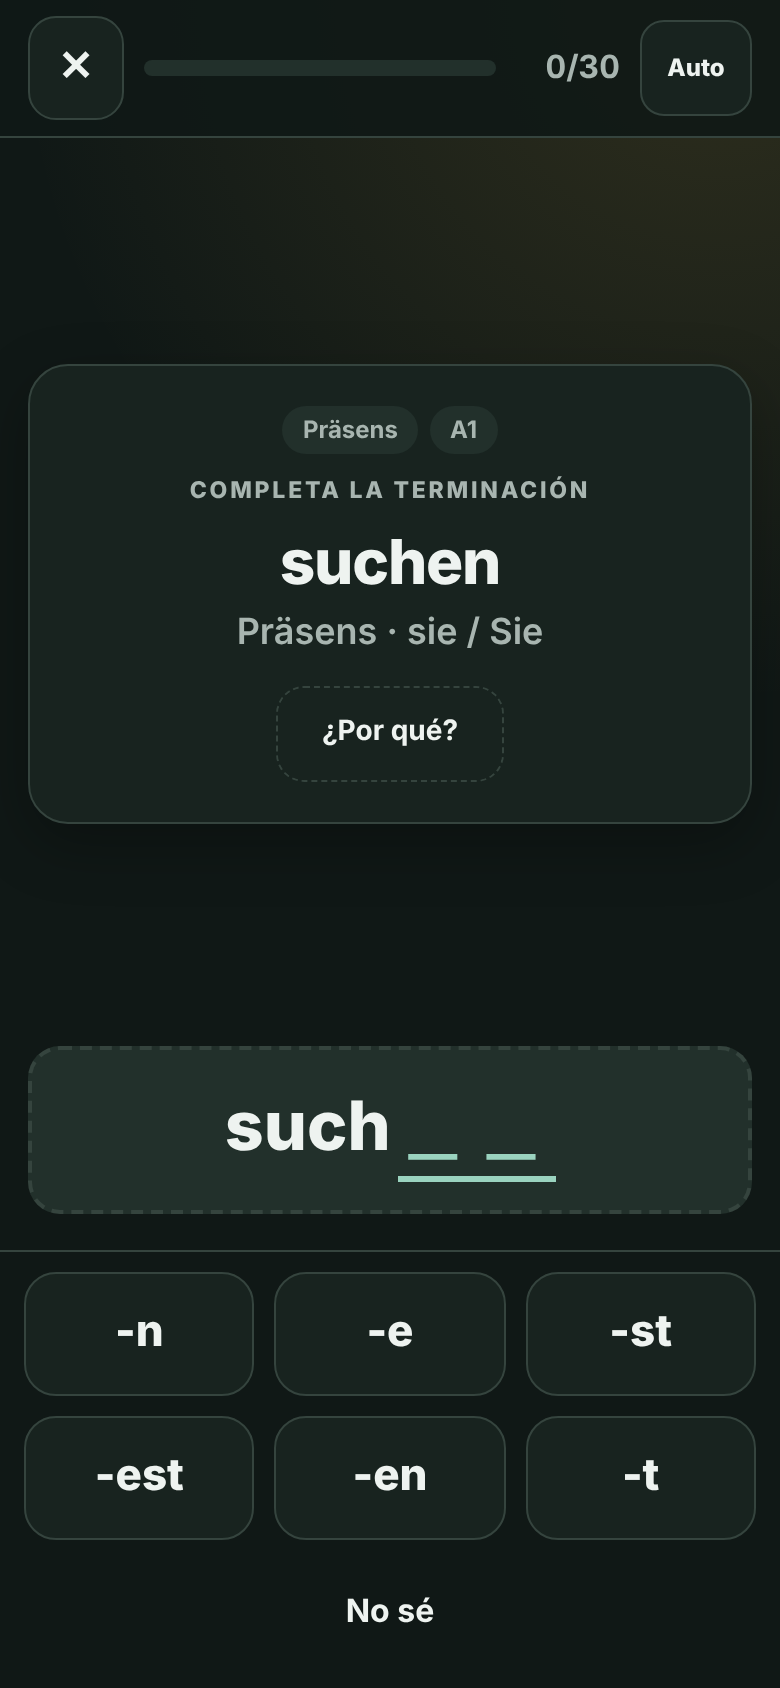 ✕ 0/30 Auto
Präsens A1
COMPLETA LA TERMINACIÓN
suchen
Präsens · sie / Sie
¿Por qué?
such _ _
-n -e -st
-est -en -t
No sé